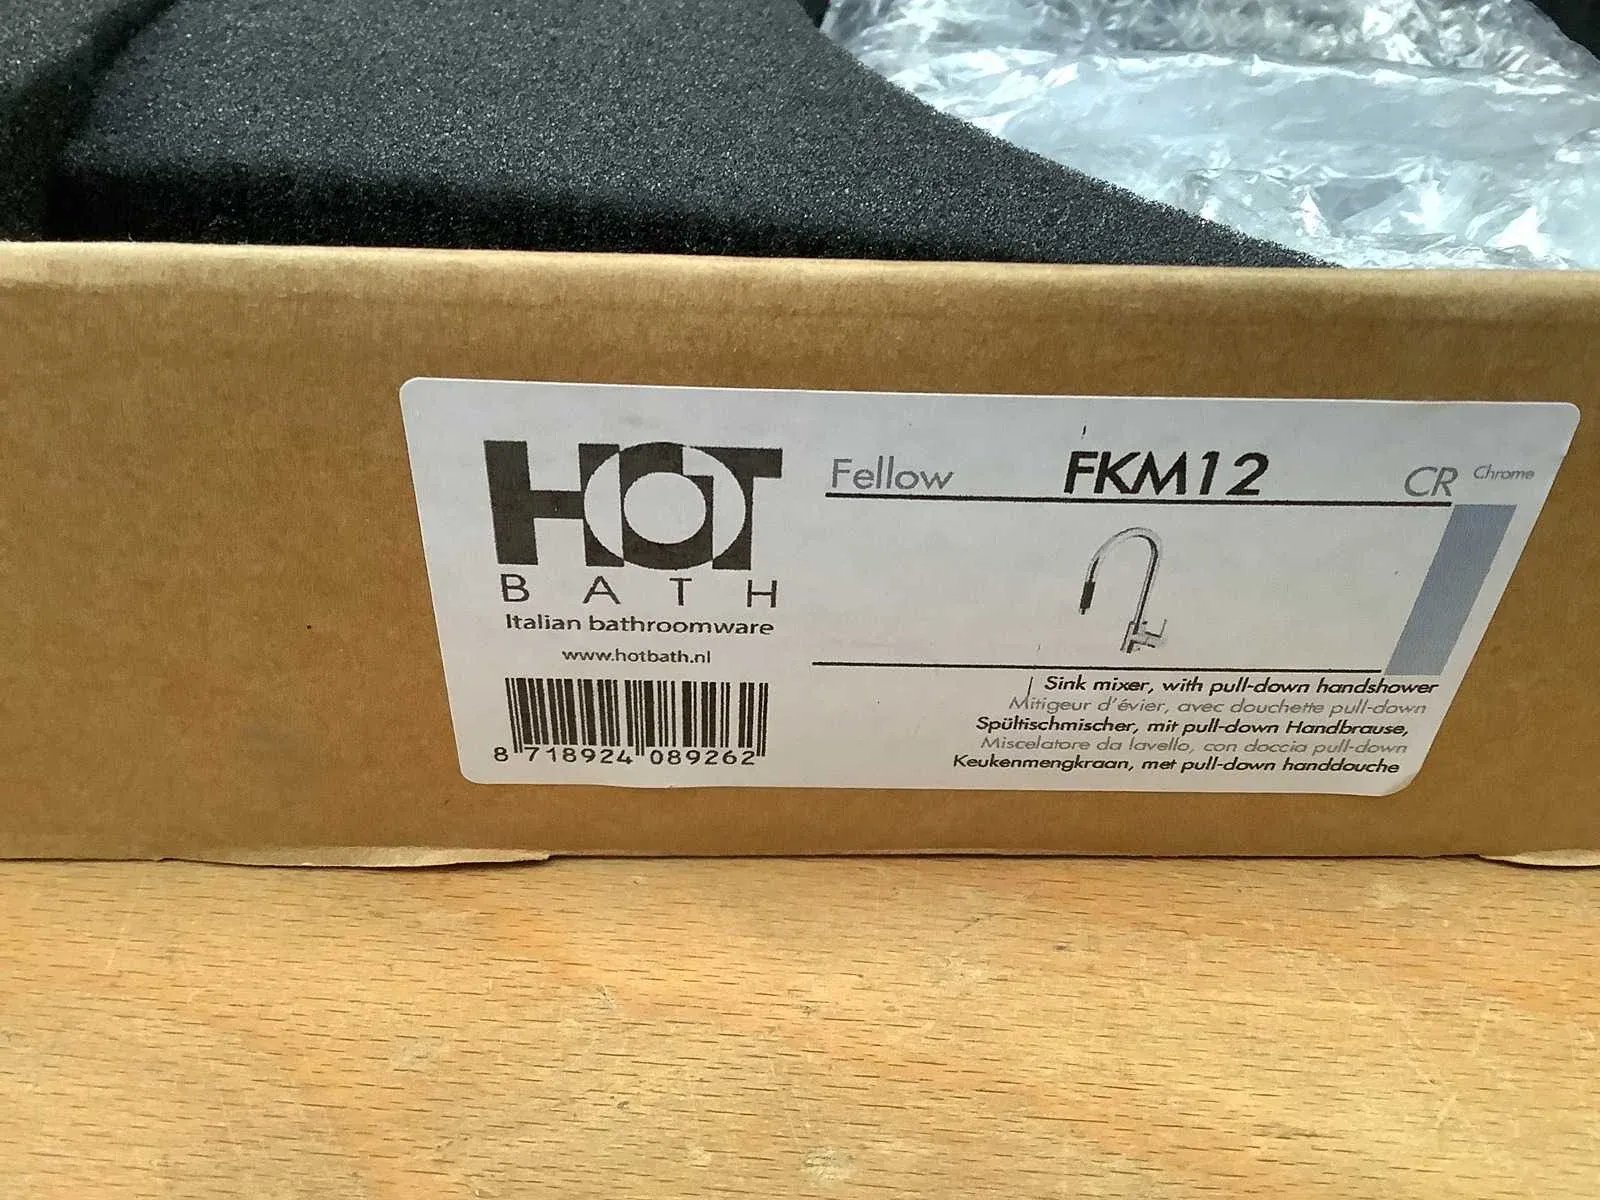 HOT
BATH
Italian bathroomware
www.hotbath.nl
8 718924 089262
Fellow FKM12 CR Chrome
Sink mixer, with pull-down handshower
Mitigeur d'évier, avec douchette pull-down
Spültischmischer, mit pull-down Handbrause,
Miscelatore da lavello, con doccia pull-down
Keukenmengkraan, met pull-down handdouche